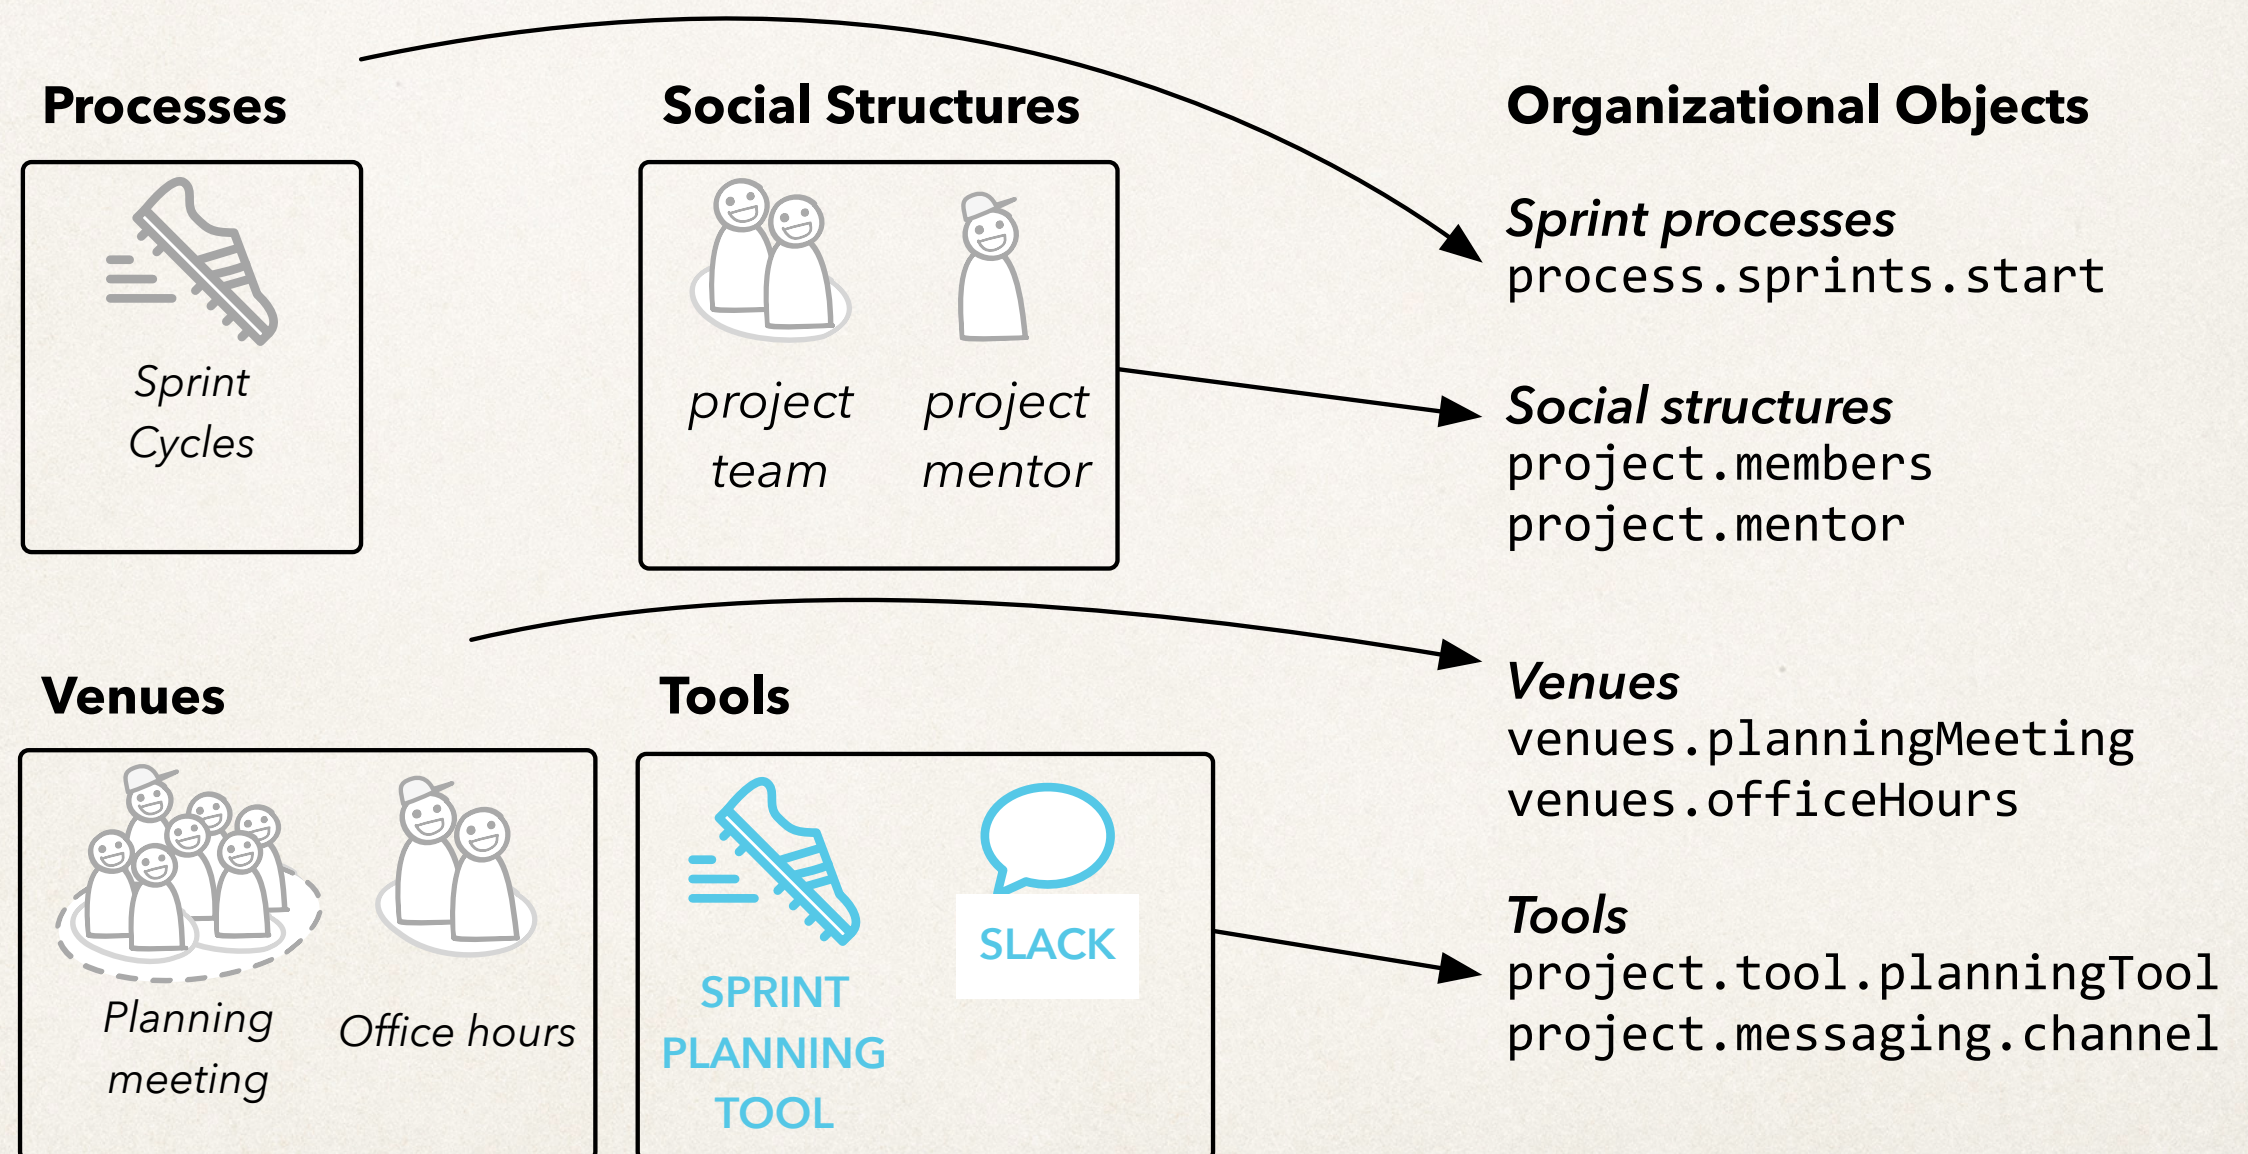 Processes
Sprint
Cycles
Social Structures
project
team
project
mentor
Venues
Planning
meeting
Office hours
Tools
SPRINT
PLANNING
TOOL
SLACK
Organizational Objects
Sprint processes
process.sprints.start
Social structures
project.members
project.mentor
Venues
venues.planningMeeting
venues.officeHours
Tools
project.tool.planningTool
project.messaging.channel